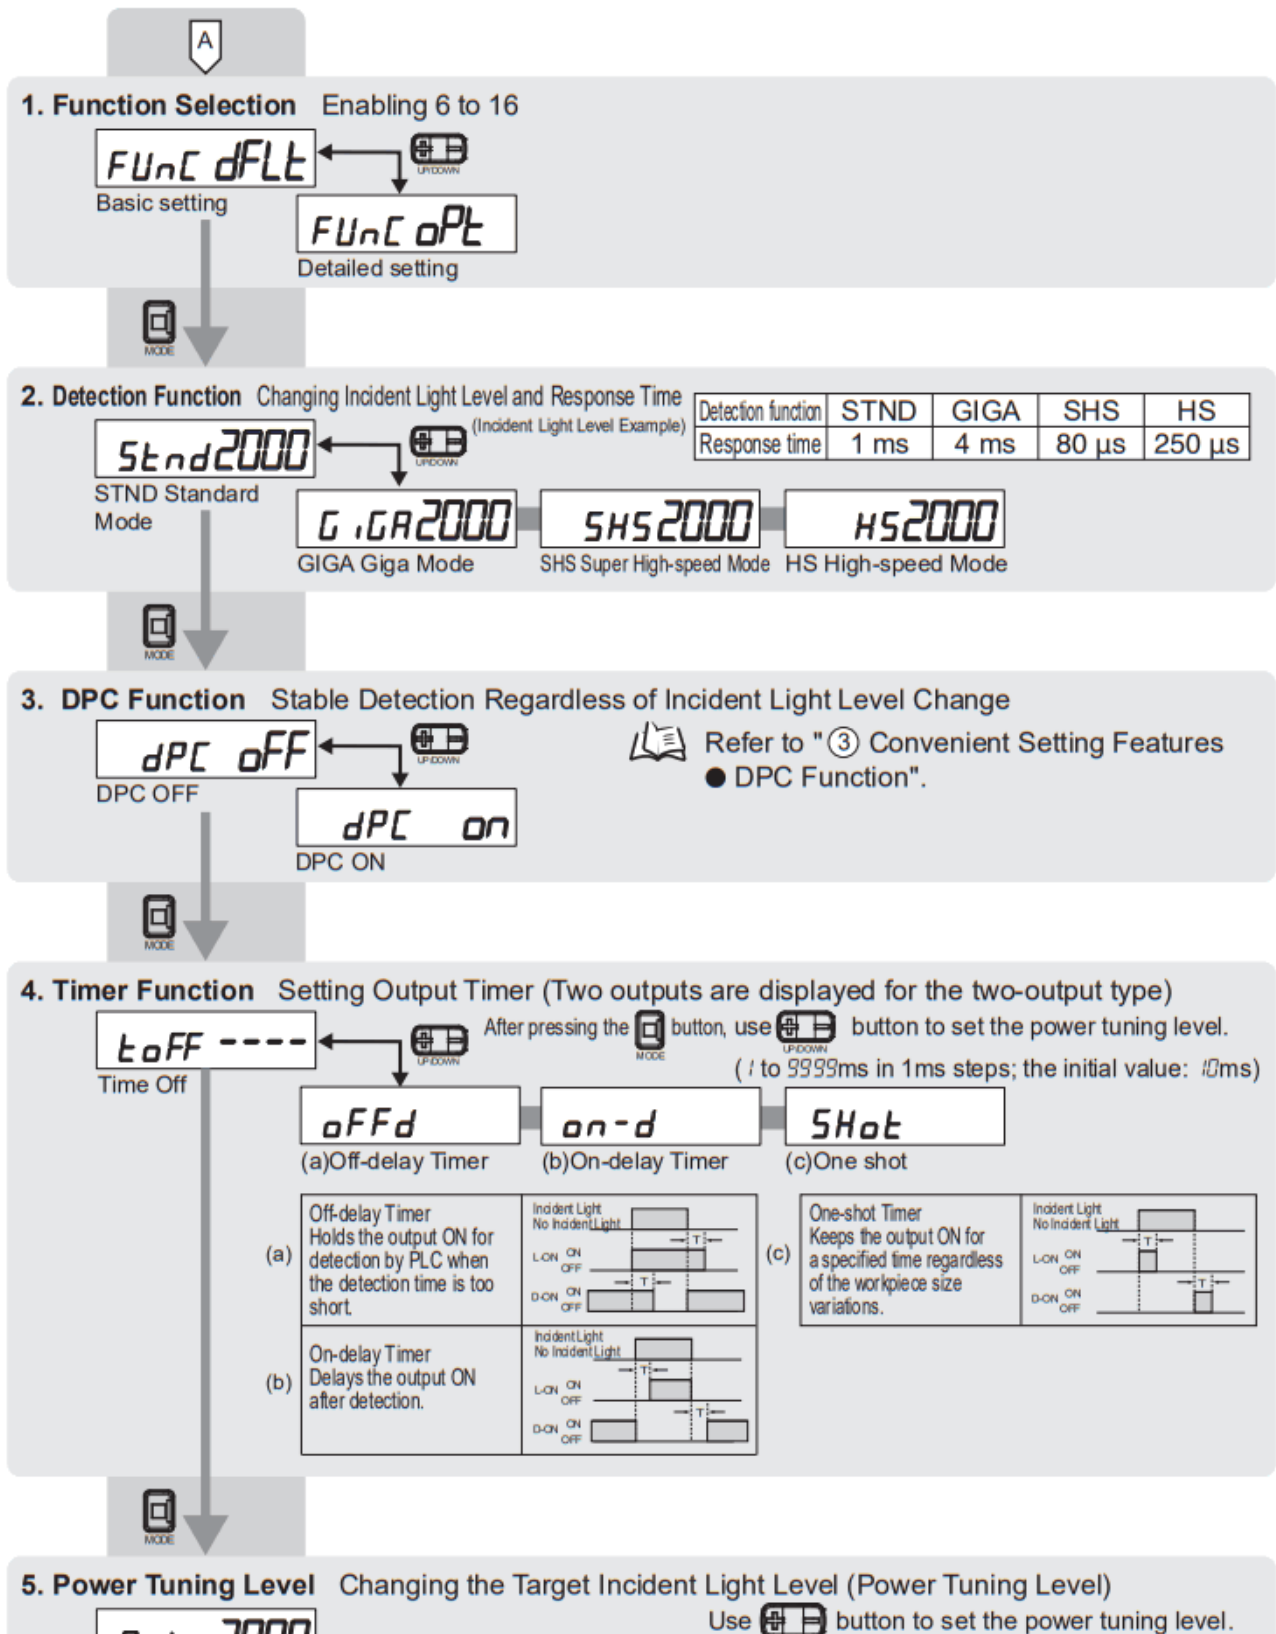 A
1. Function Selection Enabling 6 to 16
FUnC dFLt
UP/DOWN
Basic setting
FUnC oPt
Detailed setting
MODE
2. Detection Function Changing Incident Light Level and Response Time
(Incident Light Level Example)
Detection function STND GIGA SHS HS
Response time 1 ms 4 ms 80 µs 250 µs
Stnd2000
UP/DOWN
STND Standard
Mode
GiGA2000 SHS2000 HS2000
GIGA Giga Mode SHS Super High-speed Mode HS High-speed Mode
MODE
3. DPC Function Stable Detection Regardless of Incident Light Level Change
dPC oFF
UP/DOWN
DPC OFF
Refer to "③ Convenient Setting Features
● DPC Function".
dPC on
DPC ON
MODE
4. Timer Function Setting Output Timer (Two outputs are displayed for the two-output type)
toFF ----
UP/DOWN
Time Off
After pressing the MODE button, use UP/DOWN button to set the power tuning level.
(1 to 9999ms in 1ms steps; the initial value: 10ms)
oFFd on-d SHot
(a)Off-delay Timer (b)On-delay Timer (c)One shot
(a)
Off-delay Timer
Holds the output ON for
detection by PLC when
the detection time is too
short.
Incident Light
No Incident Light
T
L-ON ON
OFF
T
D-ON ON
OFF
(c)
One-shot Timer
Keeps the output ON for
a specified time regardless
of the workpiece size
variations.
Incident Light
No Incident Light
T
L-ON ON
OFF
T
D-ON ON
OFF
(b)
On-delay Timer
Delays the output ON
after detection.
Incident Light
No Incident Light
T
L-ON ON
OFF
T
D-ON ON
OFF
MODE
5. Power Tuning Level Changing the Target Incident Light Level (Power Tuning Level)
Use button to set the power tuning level.